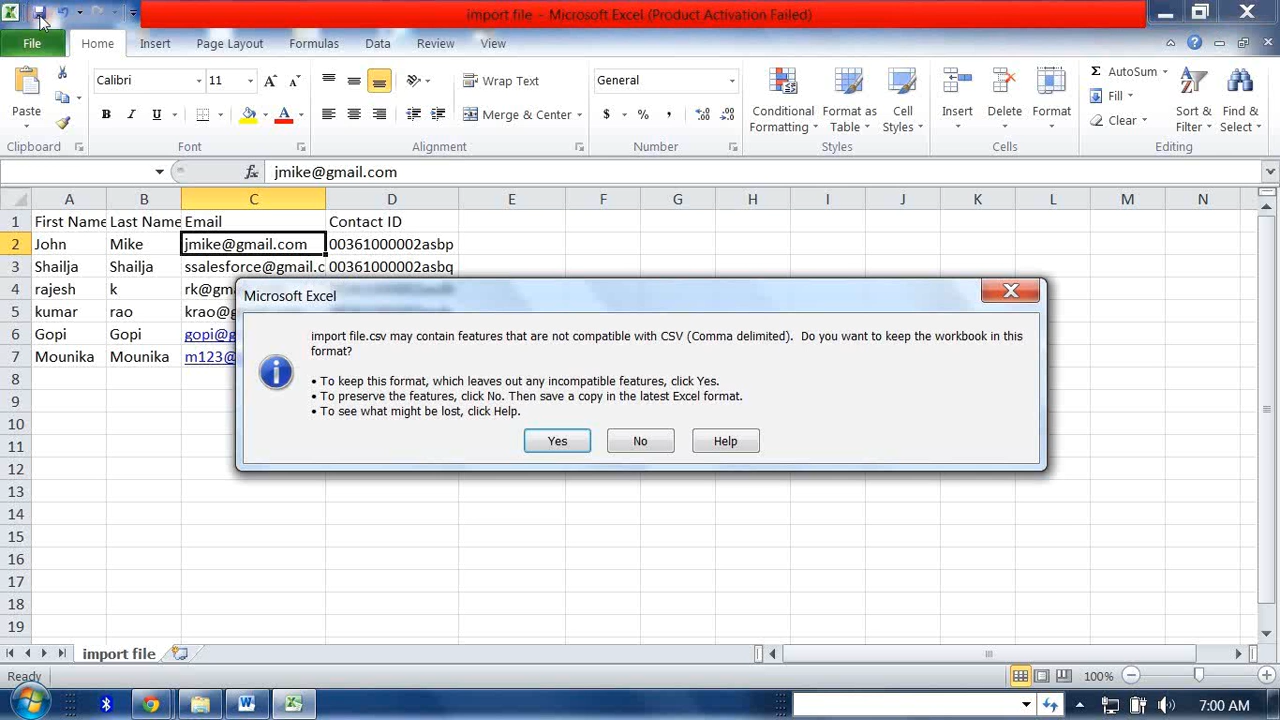 import file - Microsoft Excel (Product Activation Failed)
File Home Insert Page Layout Formulas Data Review View
Paste
Calibri 11
B I U
Wrap Text
Merge & Center
General
$ % ,
Conditional Formatting
Format as Table
Cell Styles
Insert Delete Format
AutoSum
Fill
Clear
Sort & Filter
Find & Select
Clipboard Font Alignment Number Styles Cells Editing
fx jmike@gmail.com
A B C D E F G H I J K L M N
1 First Name Last Name Email Contact ID
2 John Mike jmike@gmail.com 00361000002asbp
3 Shailja Shailja ssalesforce@gmail.c 00361000002asbq
4 rajesh k
5 kumar rao
6 Gopi Gopi gopi@
7 Mounika Mounika m123@
8
9
10
11
12
13
14
15
16
17
18
19
Microsoft Excel
import file.csv may contain features that are not compatible with CSV (Comma delimited). Do you want to keep the workbook in this
format?
• To keep this format, which leaves out any incompatible features, click Yes.
• To preserve the features, click No. Then save a copy in the latest Excel format.
• To see what might be lost, click Help.
Yes No Help
import file
Ready 100%
7:00 AM